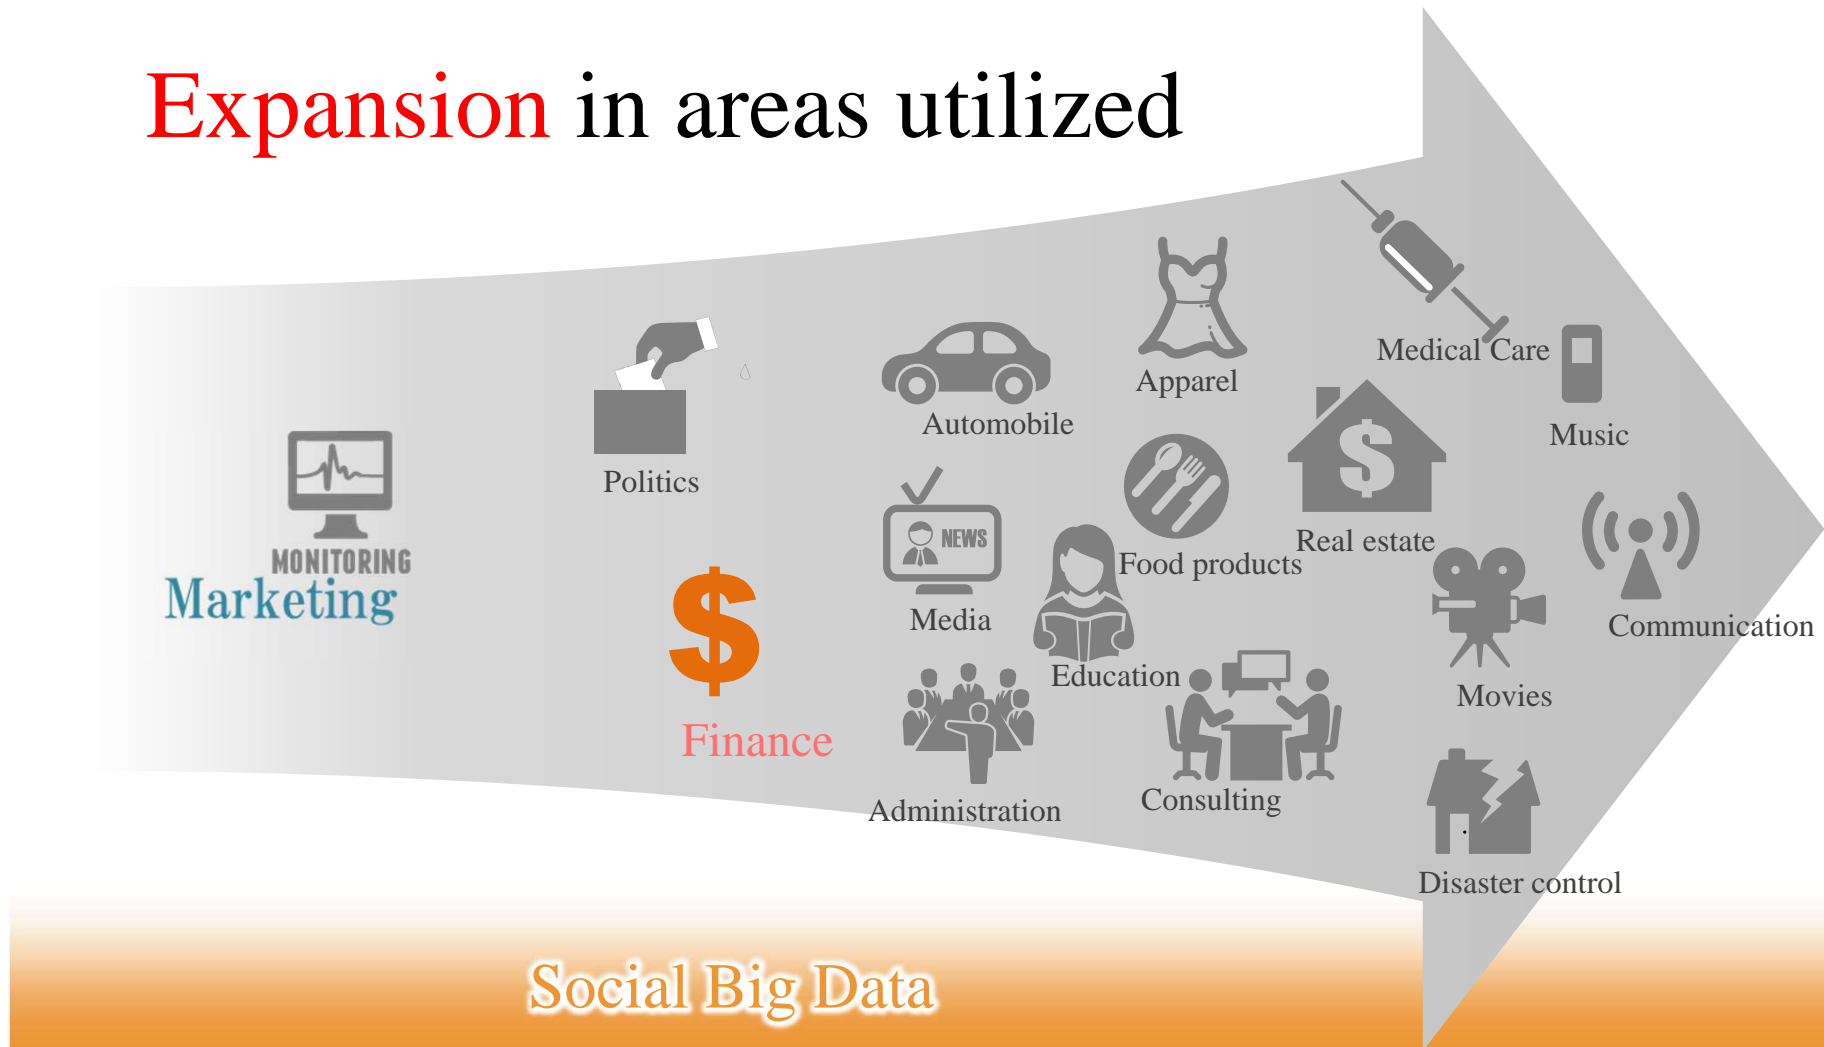 Expansion in areas utilized
MONITORING
Marketing
Politics
$
Finance
Automobile
NEWS
Media
Administration
Apparel
Food products
Education
Consulting
Medical Care
$
Real estate
Music
Movies
Communication
Disaster control
Social Big Data